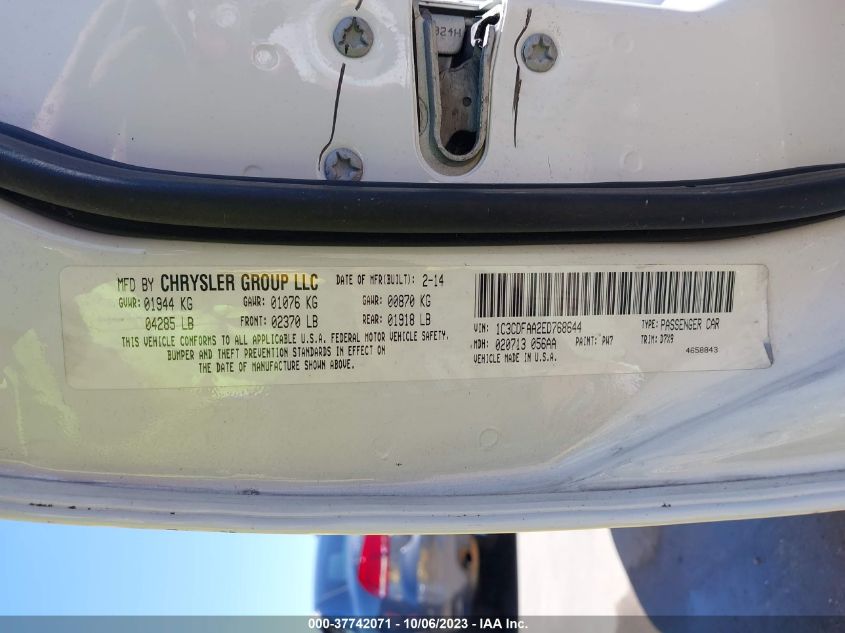 824H
MFD BY CHRYSLER GROUP LLC DATE OF MFR(BUILT): 2-14
GVWR: 01944 KG GAWR: 01076 KG GAWR: 00870 KG
04285 LB FRONT: 02370 LB REAR: 01918 LB
THIS VEHICLE CONFORMS TO ALL APPLICABLE U.S.A. FEDERAL MOTOR VEHICLE SAFETY,
BUMPER AND THEFT PREVENTION STANDARDS IN EFFECT ON
THE DATE OF MANUFACTURE SHOWN ABOVE.
VIN: 1C3CDFAA2ED768644 TYPE: PASSENGER CAR
MDH: 020713 056AA PAINT: PW7 TRIM: D7X9
VEHICLE MADE IN U.S.A. 4658843
000-37742071 - 10/06/2023 - IAA Inc.